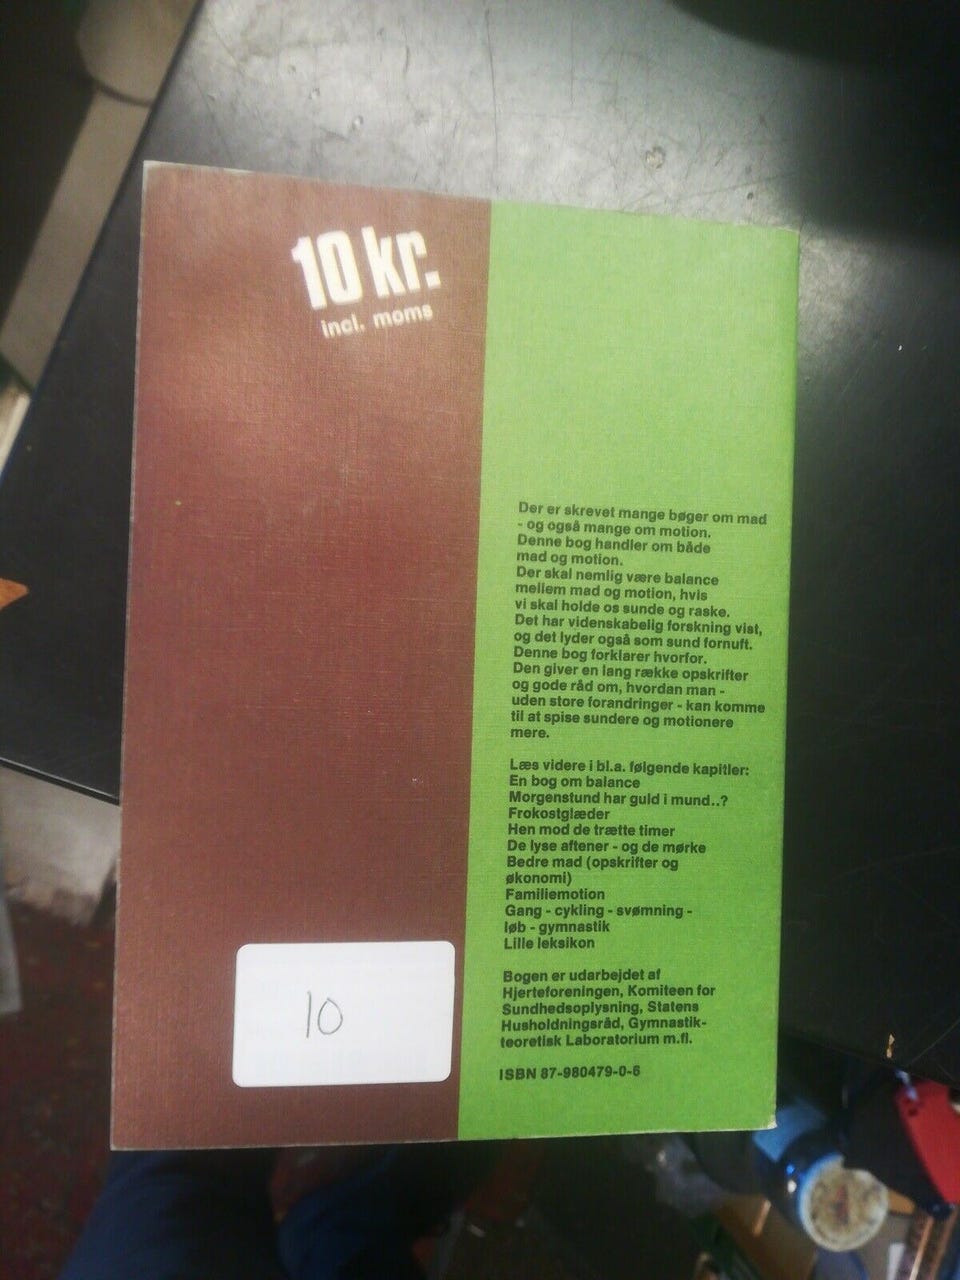 10 kr.
incl. moms
Der er skrevet mange bøger om mad
- og også mange om motion.
Denne bog handler om både
mad og motion.
Der skal nemlig være balance
mellem mad og motion, hvis
vi skal holde os sunde og raske.
Det har videnskabelig forskning vist,
og det lyder også som sund fornuft.
Denne bog forklarer hvorfor.
Den giver en lang række opskrifter
og gode råd om, hvordan man -
uden store forandringer - kan komme
til at spise sundere og motionere
mere.
Læs videre i bl.a. følgende kapitler:
En bog om balance
Morgenstund har guld i mund..?
Frokostglæder
Hen mod de trætte timer
De lyse aftener - og de mørke
Bedre mad (opskrifter og
økonomi)
Familiemotion
Gang - cykling - svømning -
løb - gymnastik
Lille leksikon
Bogen er udarbejdet af
Hjerteforeningen, Komiteen for
Sundhedsoplysning, Statens
Husholdningsråd, Gymnastik-
teoretisk Laboratorium m.fl.
ISBN 87-980479-0-6
10